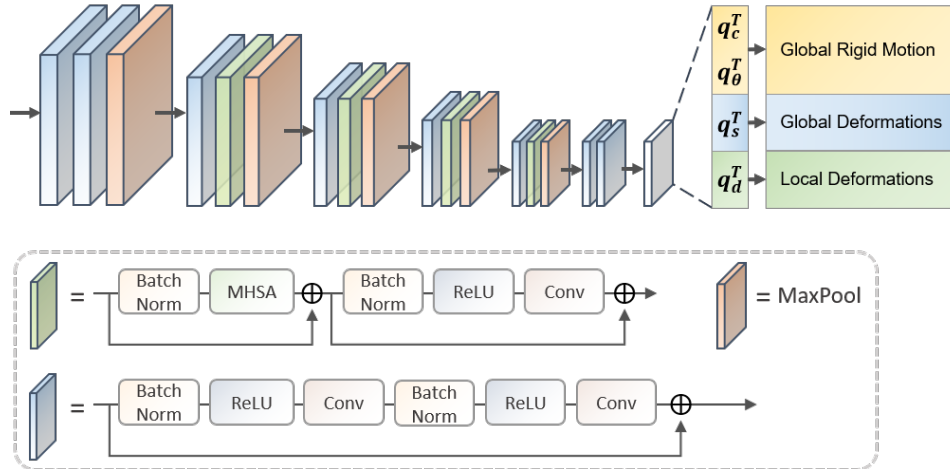 q_c^T
q_θ^T
Global Rigid Motion
q_s^T
Global Deformations
q_d^T
Local Deformations
= Batch Norm MHSA ⊕ Batch Norm ReLU Conv ⊕
= MaxPool
= Batch Norm ReLU Conv Batch Norm ReLU Conv ⊕